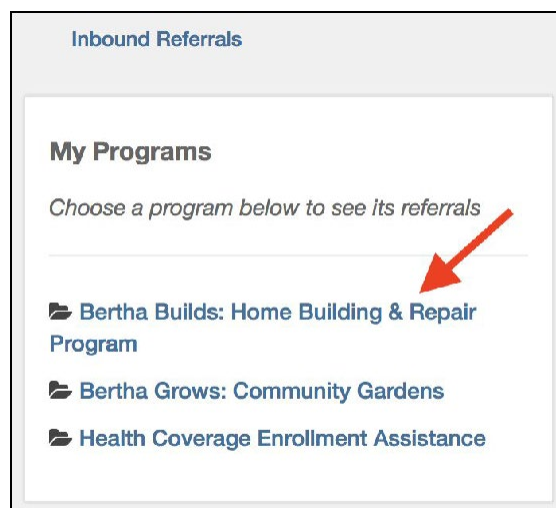 Inbound Referrals
My Programs
Choose a program below to see its referrals
Bertha Builds: Home Building & Repair
Program
Bertha Grows: Community Gardens
Health Coverage Enrollment Assistance